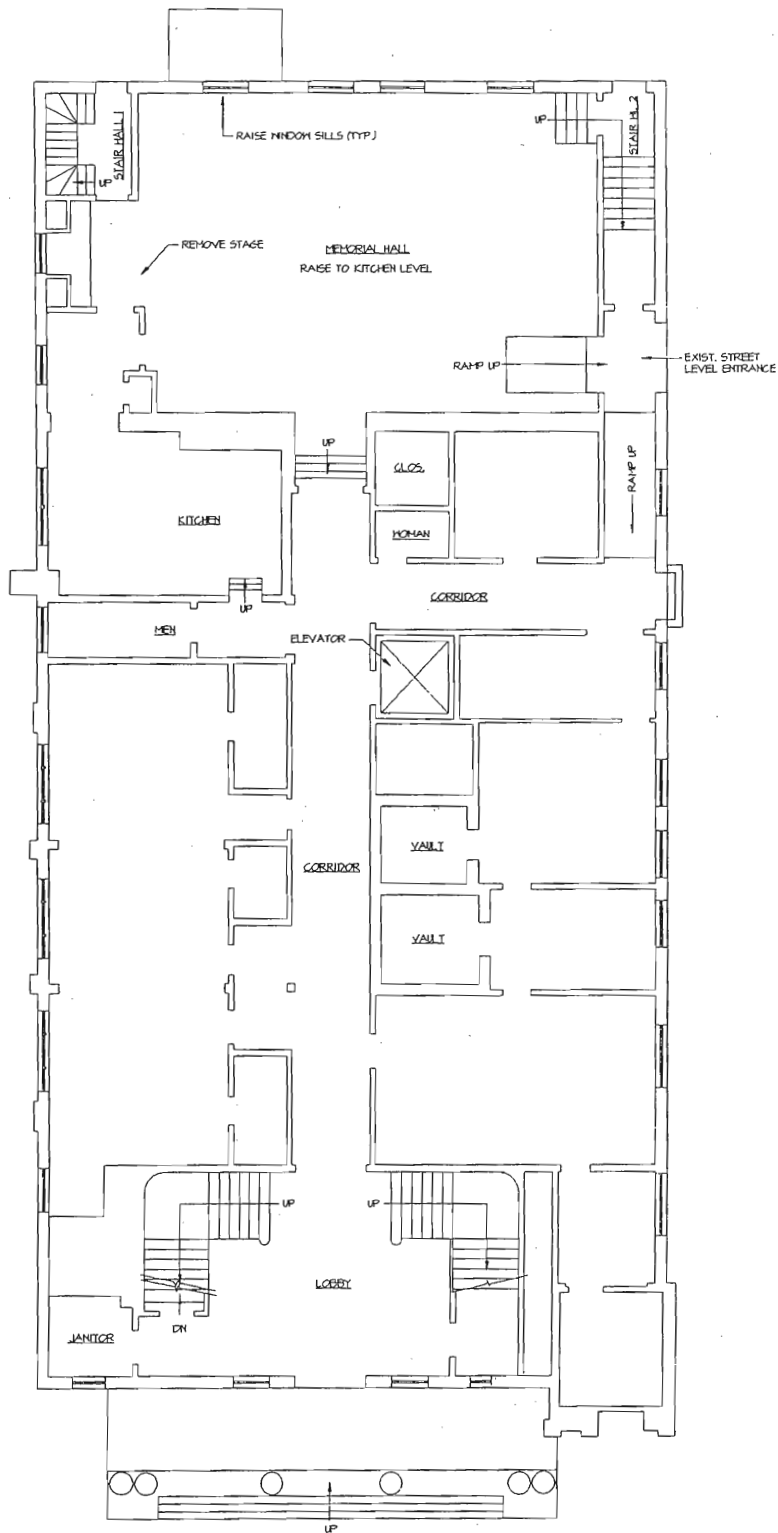 UP
STAIR HL. 2
RAISE WINDOW SILLS (TYP.)
STAIR HALL 1
UP
REMOVE STAGE
MEMORIAL HALL
RAISE TO KITCHEN LEVEL
RAMP UP
EXIST. STREET
LEVEL ENTRANCE
UP
CLOS.
RAMP UP
KITCHEN
WOMAN
UP
CORRIDOR
MEN
ELEVATOR
VAULT
CORRIDOR
VAULT
UP
UP
LOBBY
DN
JANITOR
UP